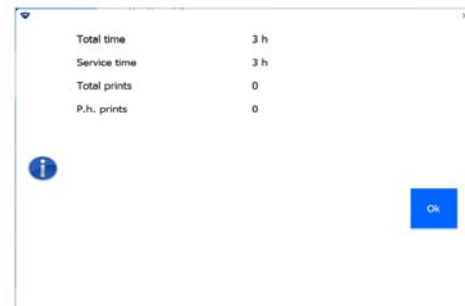 Total time 3 h
Service time 3 h
Total prints 0
P.h. prints 0
Ok